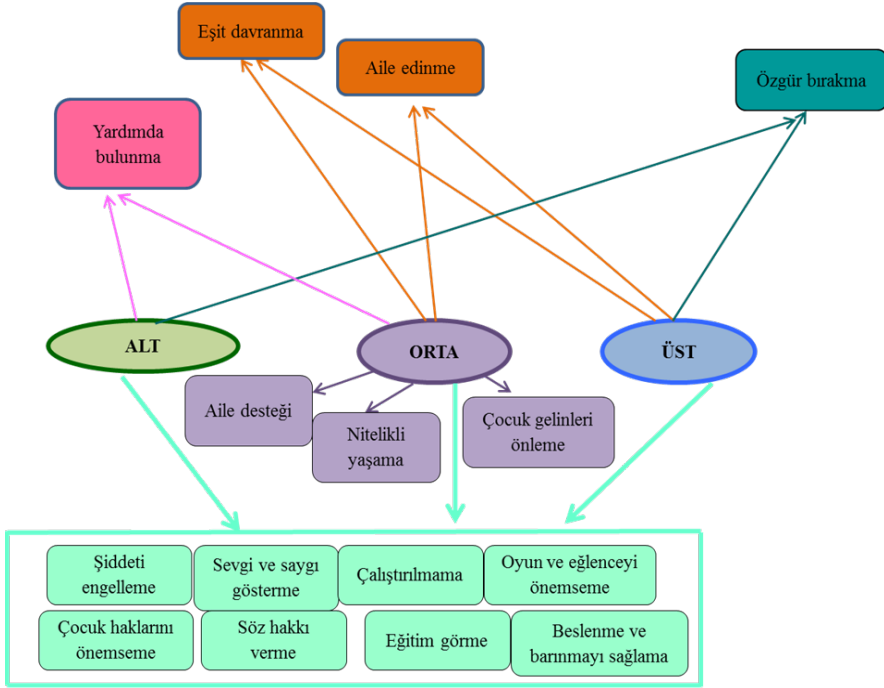 Eşit davranma
Aile edinme
Özgür bırakma
Yardımda
bulunma
ALT
ORTA
ÜST
Aile desteği
Nitelikli
yaşama
Çocuk gelinleri
önleme
Şiddeti
engelleme
Sevgi ve saygı
gösterme
Çalıştırılmama
Oyun ve eğlenceyi
önemseme
Çocuk haklarını
önemseme
Söz hakkı
verme
Eğitim görme
Beslenme ve
barınmayı sağlama